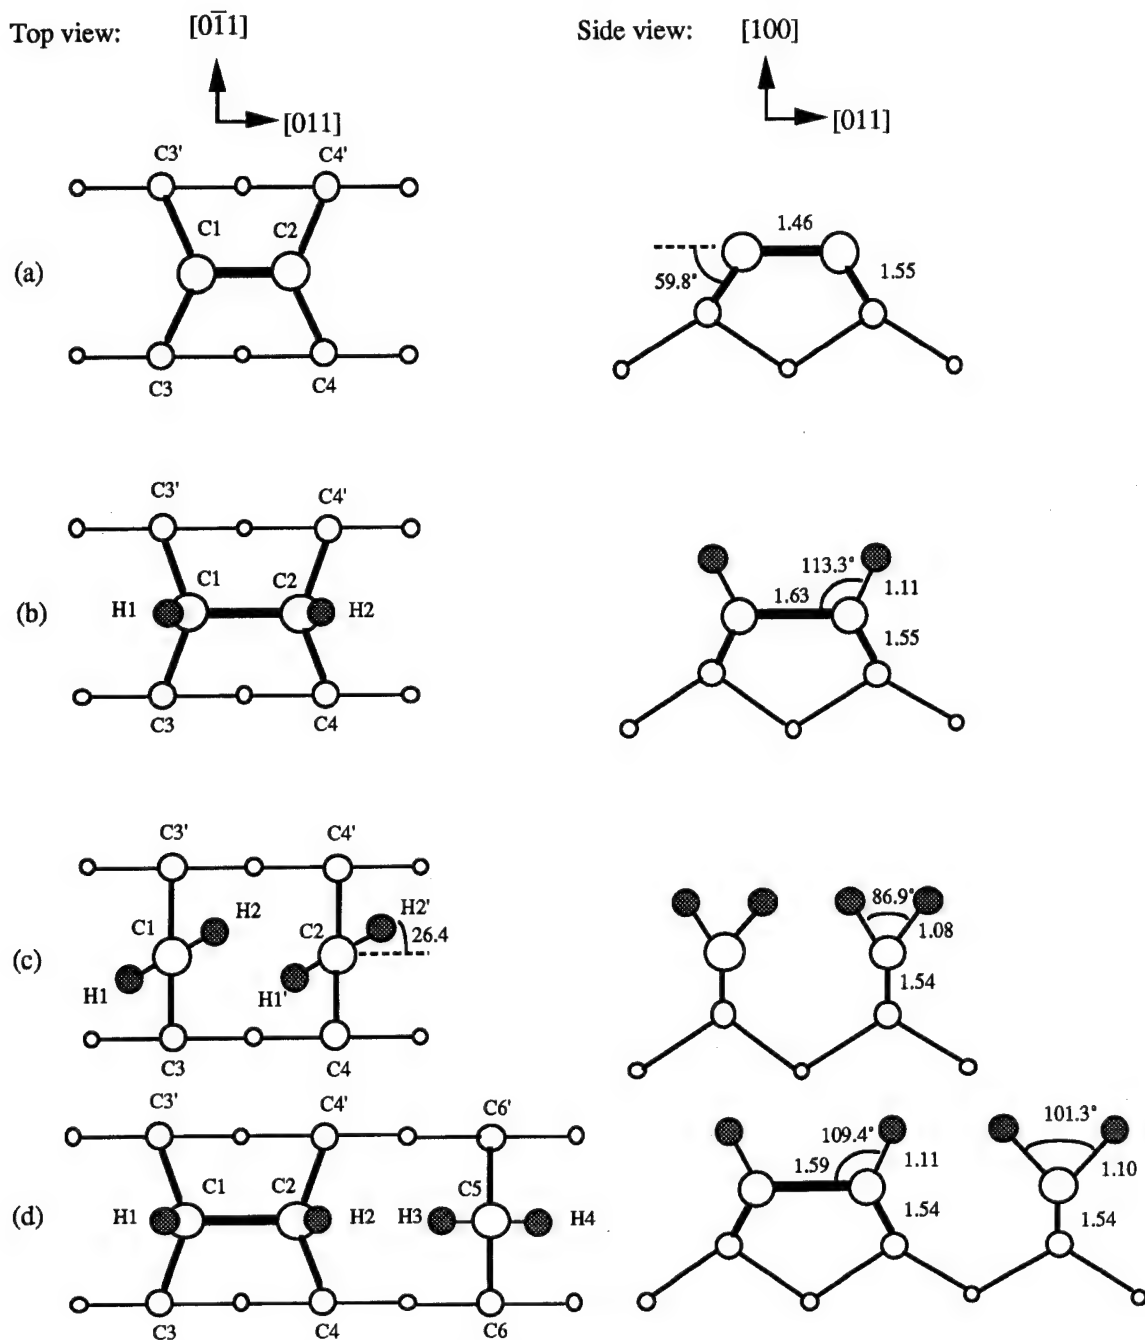 Top view: [01̅1] Side view: [100]
[011] [011]
C3' C4'
C1 C2 1.46
(a) 59.8° 1.55
C3 C4
C3' C4'
C1 C2 113.3°
(b) H1 H2 1.63 1.11
1.55
C3 C4
C3' C4'
H2 H2' 86.9°
C1 C2 26.4 1.08
(c) 1.54
H1 H1'
C3 C4
C3' C4' C6' 101.3°
109.4°
C1 C2 C5 1.59 1.11 1.10
(d) H1 H2 H3 H4 1.54 1.54
C3 C4 C6